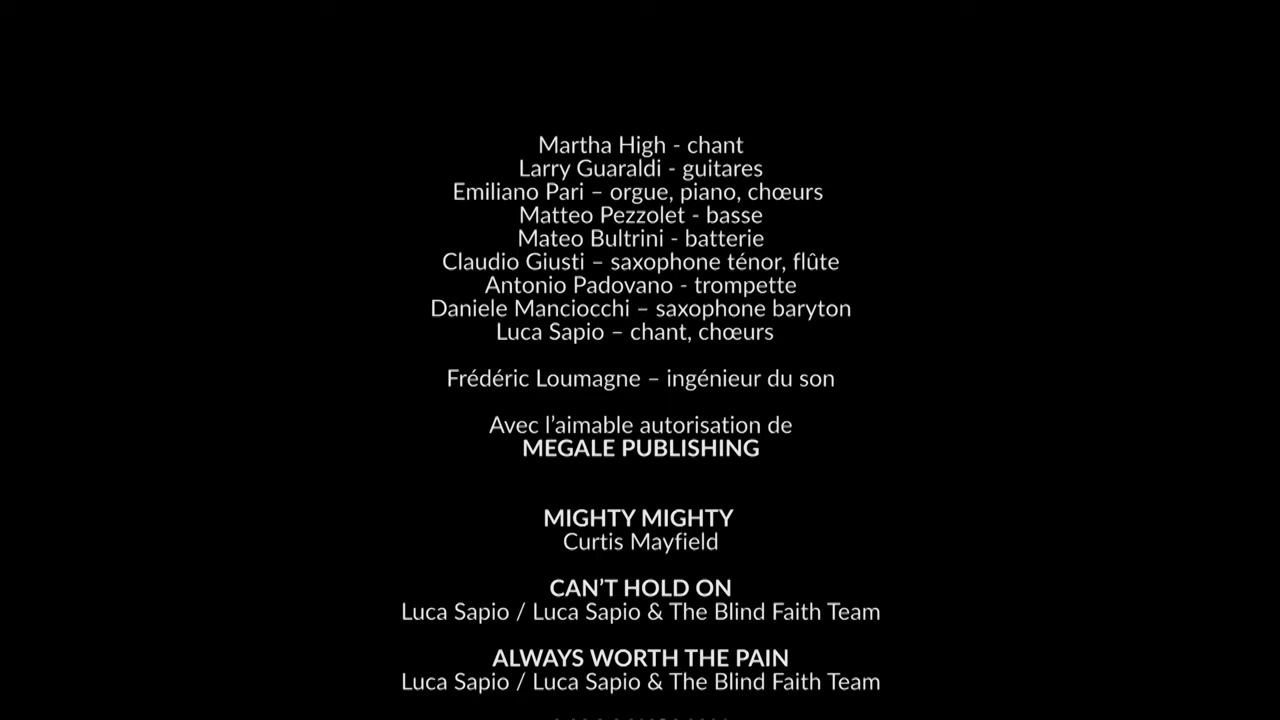 Martha High - chant
Larry Guaraldi - guitares
Emiliano Pari – orgue, piano, chœurs
Matteo Pezzolet - basse
Mateo Bultrini - batterie
Claudio Giusti – saxophone ténor, flûte
Antonio Padovano - trompette
Daniele Manciocchi – saxophone baryton
Luca Sapio – chant, chœurs
Frédéric Loumagne – ingénieur du son
Avec l’aimable autorisation de
MEGALE PUBLISHING
MIGHTY MIGHTY
Curtis Mayfield
CAN’T HOLD ON
Luca Sapio / Luca Sapio & The Blind Faith Team
ALWAYS WORTH THE PAIN
Luca Sapio / Luca Sapio & The Blind Faith Team